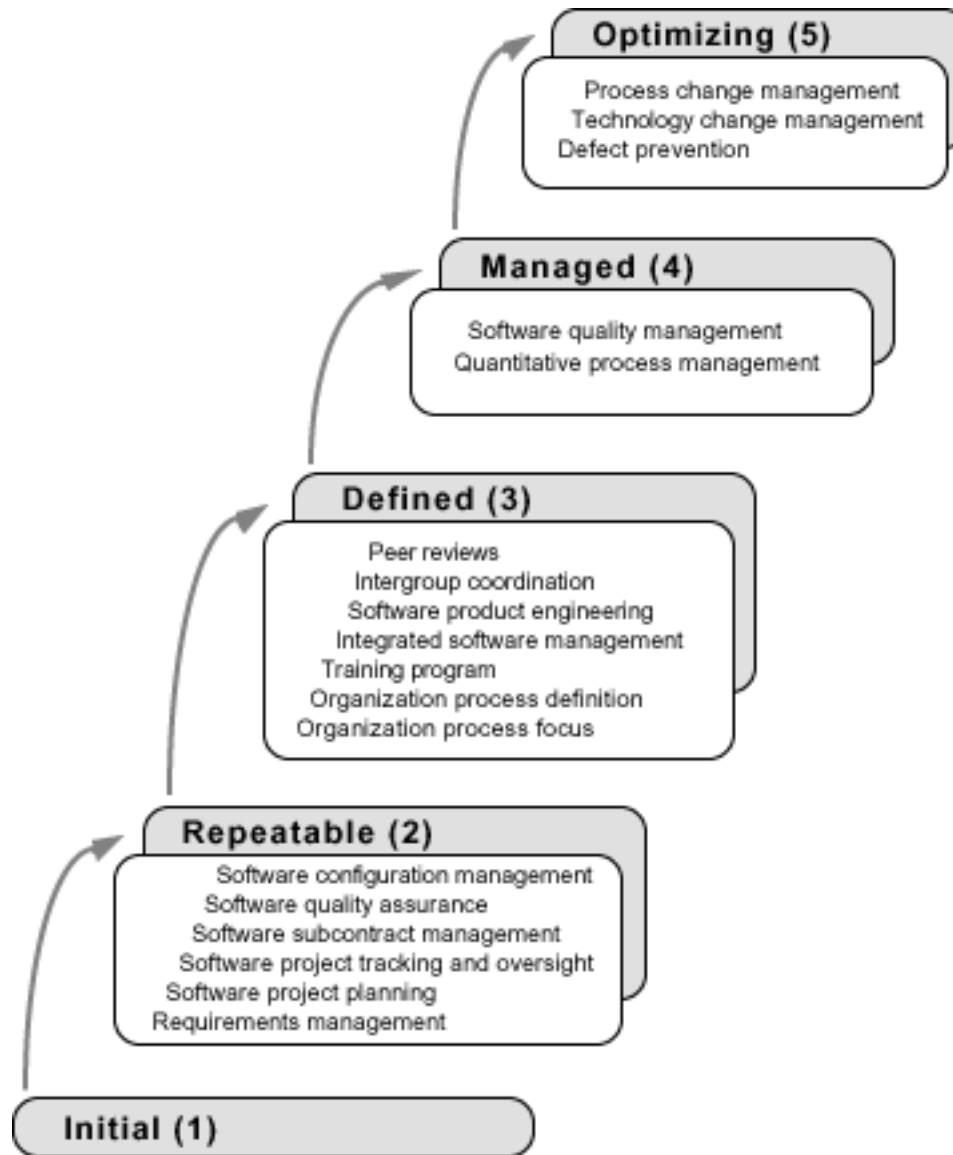 Optimizing (5)
Process change management
Technology change management
Defect prevention
Managed (4)
Software quality management
Quantitative process management
Defined (3)
Peer reviews
Intergroup coordination
Software product engineering
Integrated software management
Training program
Organization process definition
Organization process focus
Repeatable (2)
Software configuration management
Software quality assurance
Software subcontract management
Software project tracking and oversight
Software project planning
Requirements management
Initial (1)